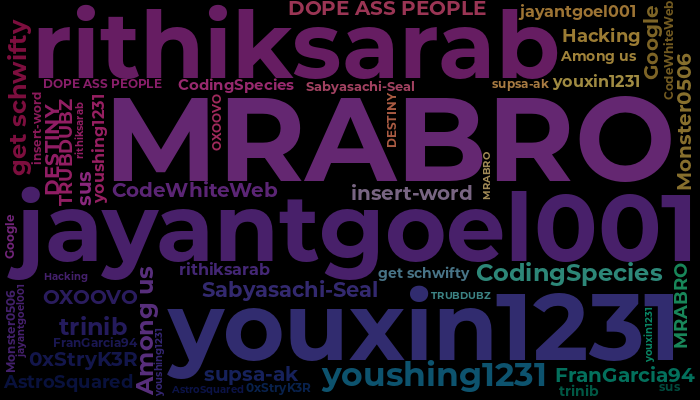 DOPE ASS PEOPLE
jayantgoel001
rithiksarab
Hacking
Google
CodeWhiteWeb
get schwifty
Among us
Monster0506
DOPE ASS PEOPLE
CodingSpecies
Sabyasachi-Seal
supsa-ak
youxin1231
insert-word
DESTINY
TRUBDUBZ
rithiksarab
youshing1231
sus
OXOOVO
DESTINY
MRABRO
MRABRO
CodeWhiteWeb
insert-word
jayantgoel001
Google
Hacking
rithiksarab
get schwifty
CodingSpecies
Sabyasachi-Seal
TRUBDUBZ
MRABRO
Monster0506
jayantgoel001
OXOOVO
Among us
youxin1231
youxin1231
trinib
FranGarcia94
0xStryK3R
youshing1231
AstroSquared
supsa-ak
youshing1231
FranGarcia94
AstroSquared
0xStryK3R
trinib
sus